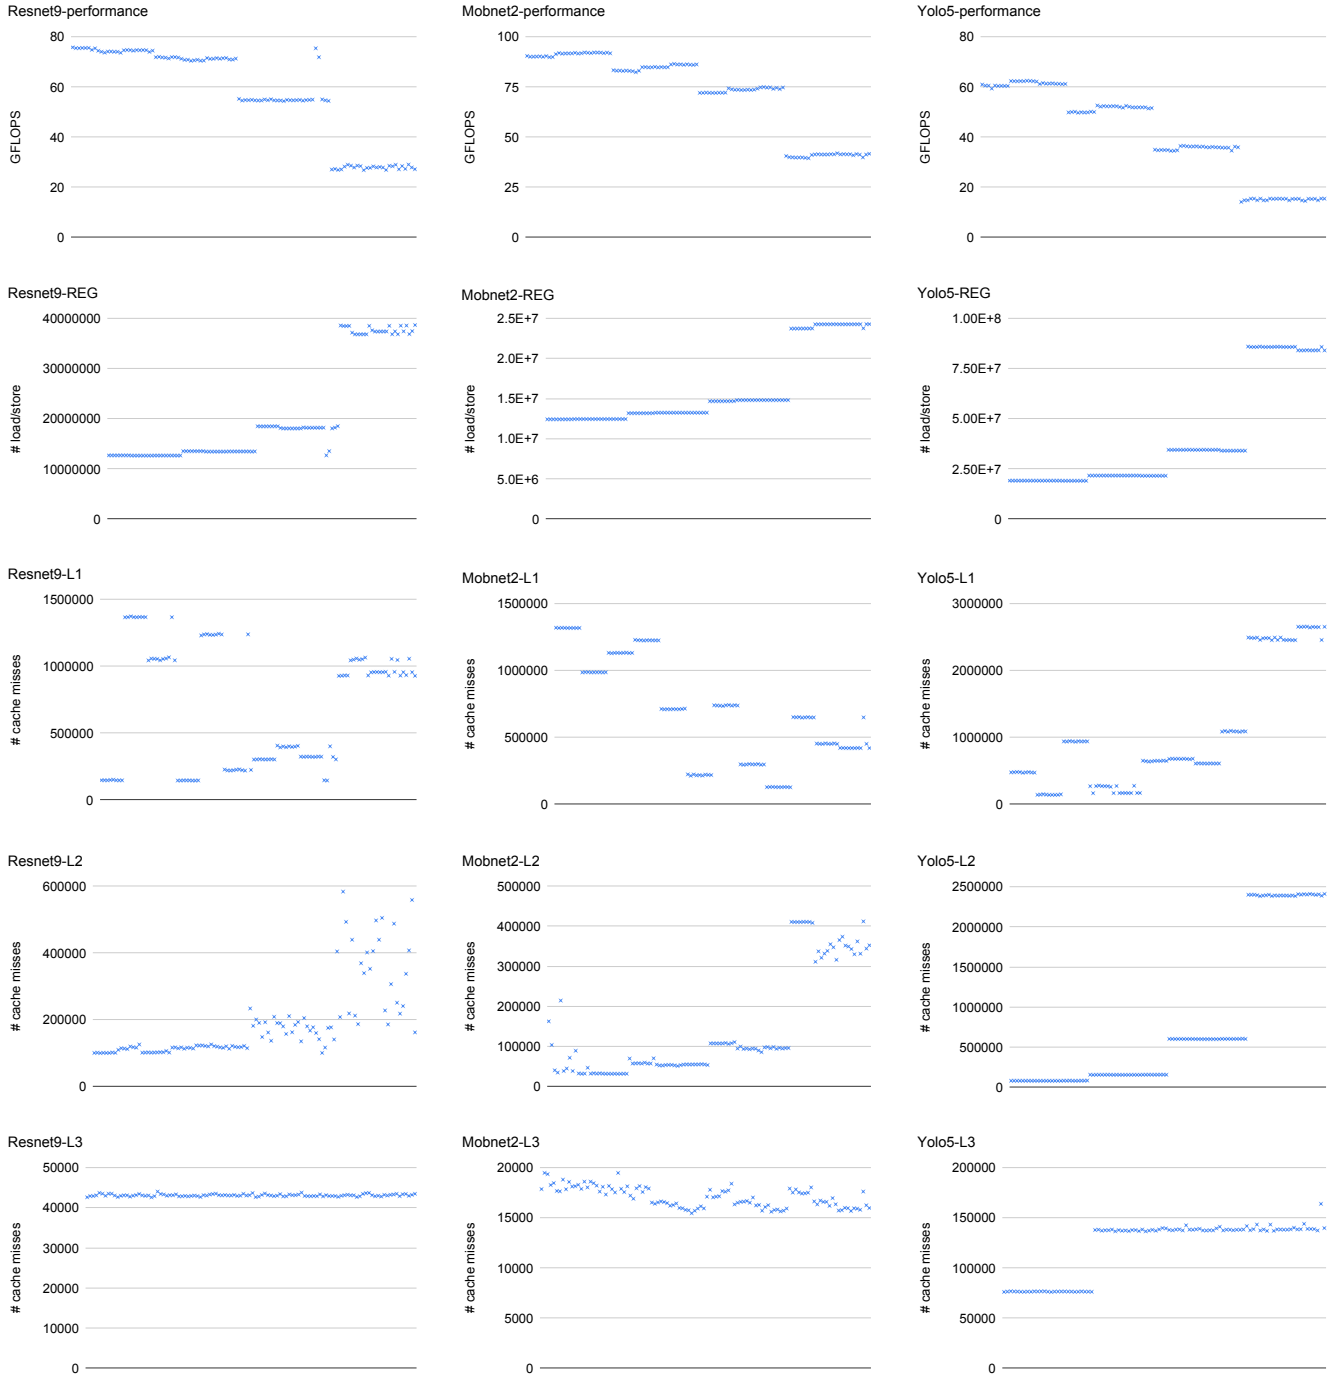 Resnet9-performance
GFLOPS
80
60
40
20
0
Mobnet2-performance
GFLOPS
100
75
50
25
0
Yolo5-performance
GFLOPS
80
60
40
20
0
Resnet9-REG
# load/store
40000000
30000000
20000000
10000000
0
Mobnet2-REG
# load/store
2.5E+7
2.0E+7
1.5E+7
1.0E+7
5.0E+6
0
Yolo5-REG
# load/store
1.00E+8
7.50E+7
5.00E+7
2.50E+7
0
Resnet9-L1
# cache misses
1500000
1000000
500000
0
Mobnet2-L1
# cache misses
1500000
1000000
500000
0
Yolo5-L1
# cache misses
3000000
2000000
1000000
0
Resnet9-L2
# cache misses
600000
400000
200000
0
Mobnet2-L2
# cache misses
500000
400000
300000
200000
100000
0
Yolo5-L2
# cache misses
2500000
2000000
1500000
1000000
500000
0
Resnet9-L3
# cache misses
50000
40000
30000
20000
10000
0
Mobnet2-L3
# cache misses
20000
15000
10000
5000
0
Yolo5-L3
# cache misses
200000
150000
100000
50000
0